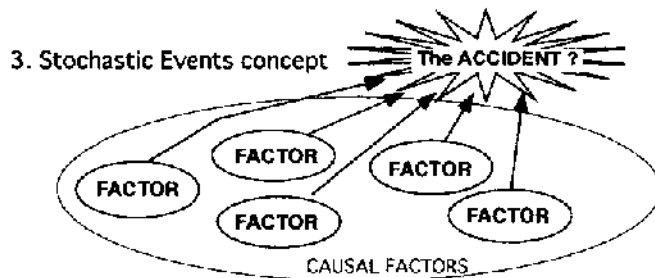 3. Stochastic Events concept
The ACCIDENT ?
FACTOR
FACTOR
FACTOR
FACTOR
FACTOR
CAUSAL FACTORS